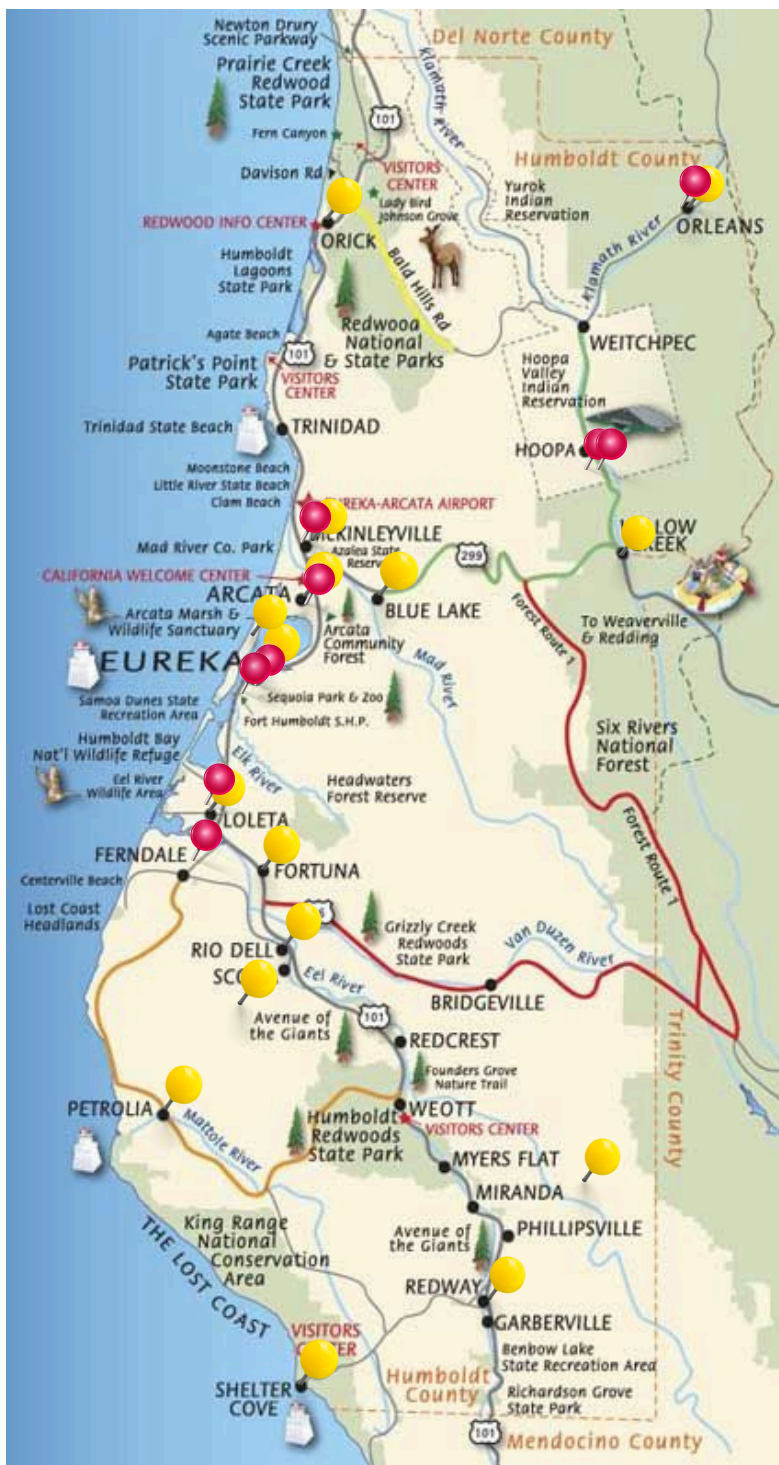 Newton Drury
Scenic Parkway
Del Norte County
Prairie Creek
Redwood
State Park
Klamath River
101
Fern Canyon
VISITORS
CENTER
Humboldt County
Davison Rd
Lady Bird
Johnson Grove
Yurok
Indian
Reservation
REDWOOD INFO CENTER
ORICK
ORLEANS
Klamath River
Humboldt
Lagoons
State Park
Bald Hills Rd
Agate Beach
Redwood
National
& State Parks
WEITCHPEC
101
Patrick's Point
State Park
VISITORS
CENTER
Hoopa
Valley
Indian
Reservation
Trinidad State Beach
TRINIDAD
HOOPA
Moonstone Beach
Little River State Beach
Clam Beach
EUREKA-ARCATA AIRPORT
Mad River Co. Park
CKINLEYVILLE
Azalea State
Reserve
299
LOW
REEK
CALIFORNIA WELCOME CENTER
ARCATA
BLUE LAKE
Forest Route 1
Arcata Marsh &
Wildlife Sanctuary
Arcata
Community
Forest
To Weaverville
& Redding
EUREKA
Mad River
Samoa Dunes State
Recreation Area
Sequoia Park & Zoo
Fort Humboldt S.H.P.
Six Rivers
National
Forest
Humboldt Bay
Nat'l Wildlife Refuge
Elk River
Eel River
Wildlife Area
Headwaters
Forest Reserve
LOLETA
Forest Route 1
FERNDALE
FORTUNA
Centerville Beach
Lost Coast
Headlands
6
Grizzly Creek
Redwoods
State Park
Van Duzen River
RIO DELL
SCO
Eel River
BRIDGEVILLE
Avenue of
the Giants
101
REDCREST
Trinity County
Founders Grove
Nature Trail
PETROLIA
WEOTT
Mattole River
Humboldt
Redwoods
State Park
VISITORS CENTER
MYERS FLAT
MIRANDA
King Range
National
Conservation
Area
Avenue of
the Giants
PHILLIPSVILLE
THE LOST COAST
REDWAY
GARBERVILLE
VISITORS
C TER
Benbow Lake
State Recreation Area
Humboldt
County
SHELTER
COVE
Richardson Grove
State Park
101
Mendocino County